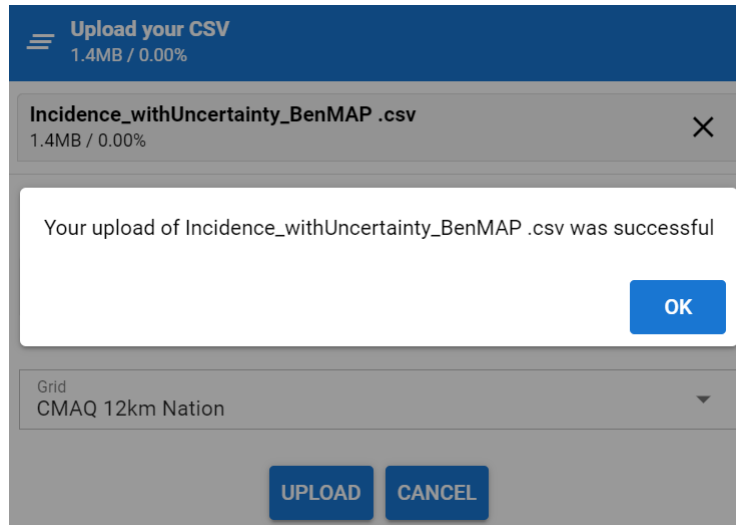 Upload your CSV
1.4MB / 0.00%
Incidence_withUncertainty_BenMAP .csv
1.4MB / 0.00%
Your upload of Incidence_withUncertainty_BenMAP .csv was successful
OK
Grid
CMAQ 12km Nation
UPLOAD CANCEL